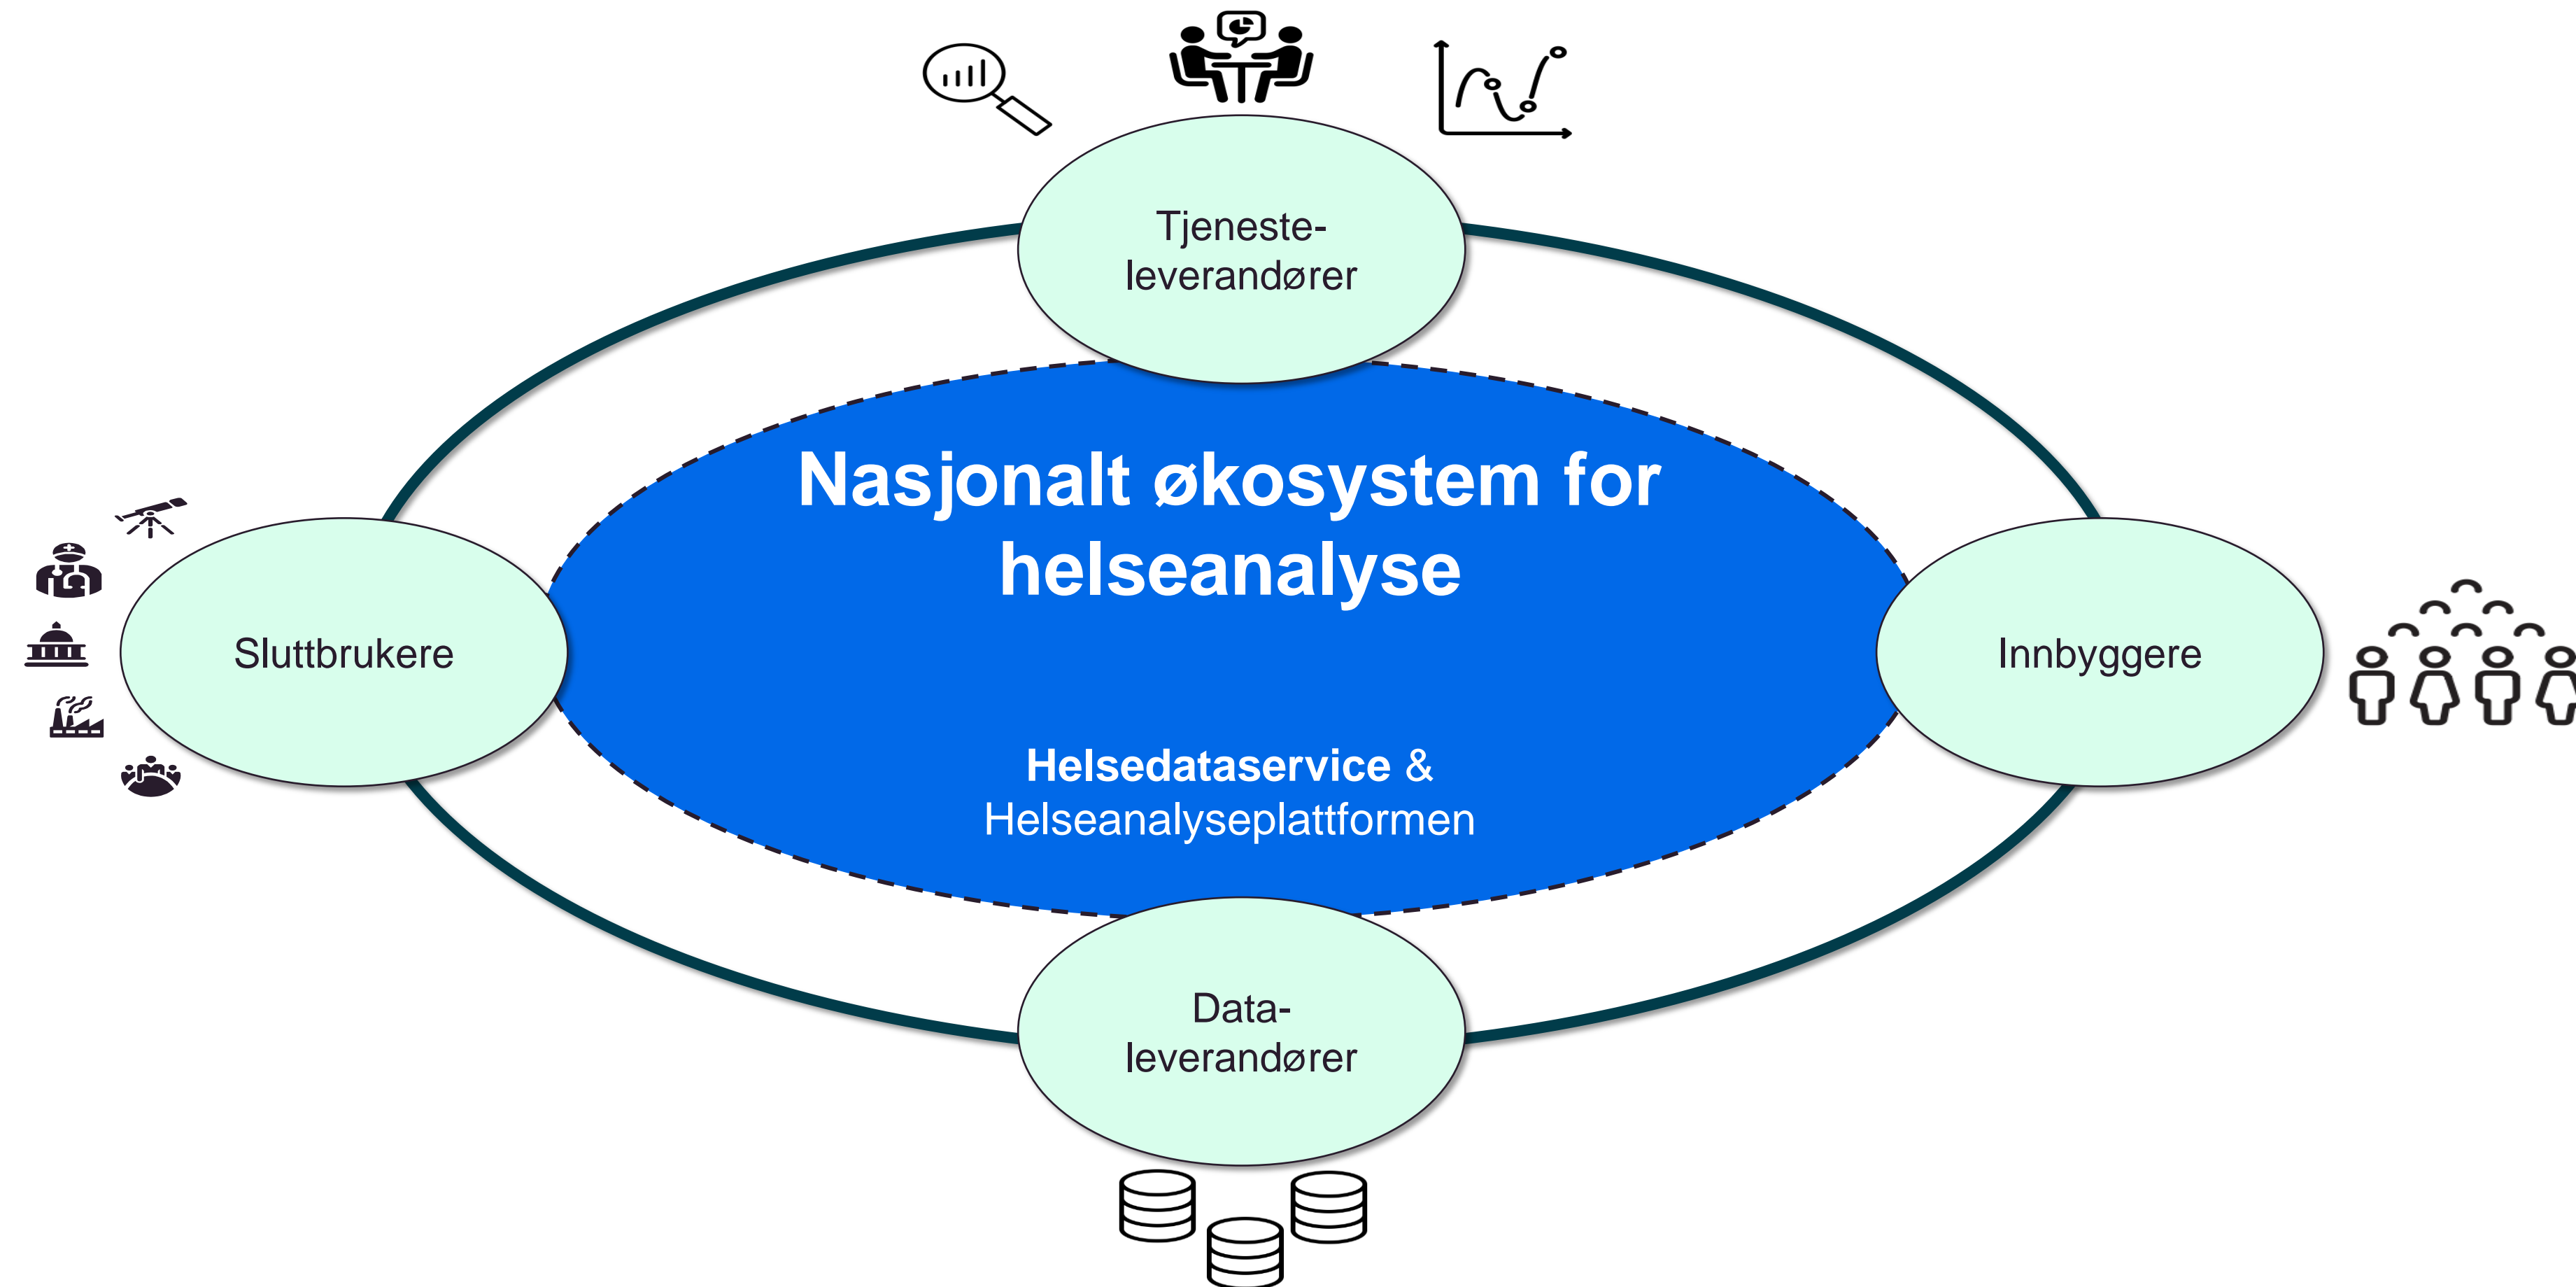 Tjeneste-
leverandører
Nasjonalt økosystem for
helseanalyse
Sluttbrukere
Innbyggere
Helsedataservice &
Helseanalyseplattformen
Data-
leverandører